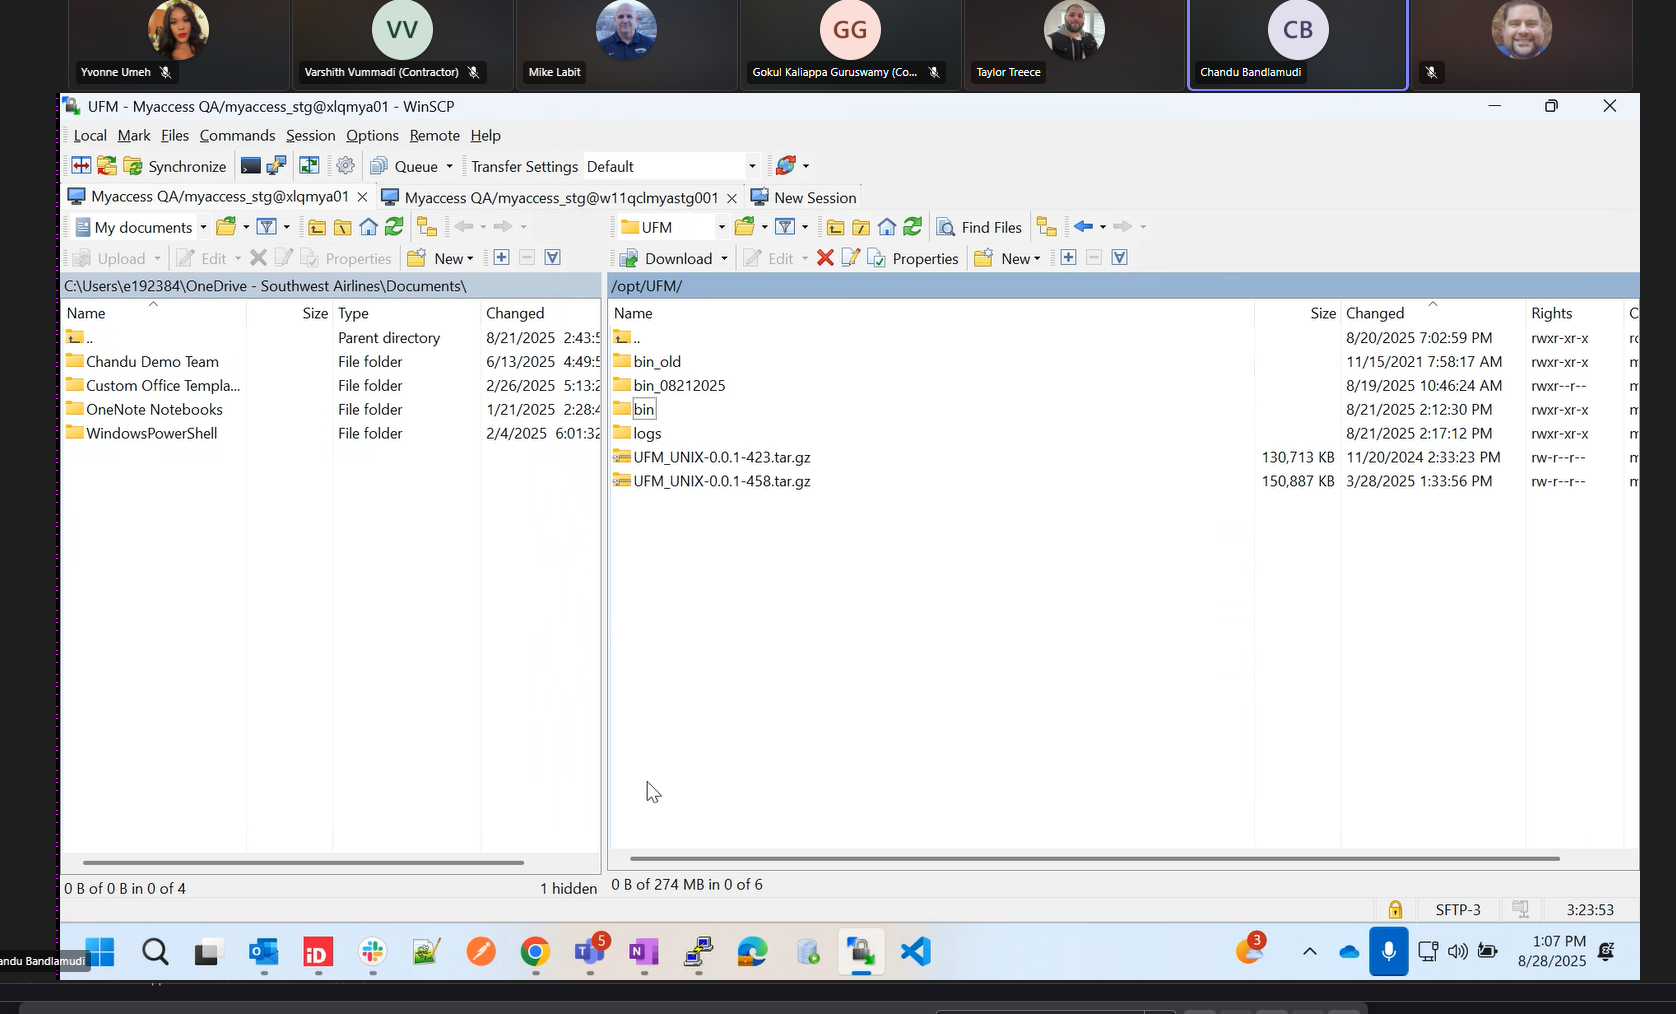 VV
GG
CB
Yvonne Umeh
Varshith Vummadi (Contractor)
Mike Labit
Gokul Kaliappa Guruswamy (Co...
Taylor Treece
Chandu Bandlamudi
UFM - Myaccess QA/myaccess_stg@xlqmya01 - WinSCP
Local Mark Files Commands Session Options Remote Help
Synchronize Queue Transfer Settings Default
Myaccess QA/myaccess_stg@xlqmya01 Myaccess QA/myaccess_stg@w11qclmyastg001 New Session
My documents UFM Find Files
Upload Edit Properties New Download Edit Properties New
C:\Users\e192384\OneDrive - Southwest Airlines\Documents\ /opt/UFM/
Name Size Type Changed
.. Parent directory 8/21/2025 2:43:5
Chandu Demo Team File folder 6/13/2025 4:49:5
Custom Office Templa... File folder 2/26/2025 5:13:2
OneNote Notebooks File folder 1/21/2025 2:28:4
WindowsPowerShell File folder 2/4/2025 6:01:32
Name Size Changed Rights
.. 8/20/2025 7:02:59 PM rwxr-xr-x
bin_old 11/15/2021 7:58:17 AM rwxr-xr-x
bin_08212025 8/19/2025 10:46:24 AM rwxr--r--
bin 8/21/2025 2:12:30 PM rwxr-xr-x
logs 8/21/2025 2:17:12 PM rwxr-xr-x
UFM_UNIX-0.0.1-423.tar.gz 130,713 KB 11/20/2024 2:33:23 PM rw-r--r--
UFM_UNIX-0.0.1-458.tar.gz 150,887 KB 3/28/2025 1:33:56 PM rw-r--r--
0 B of 0 B in 0 of 4 1 hidden 0 B of 274 MB in 0 of 6
SFTP-3 3:23:53
andu Bandlamudi
5
3
1:07 PM
8/28/2025